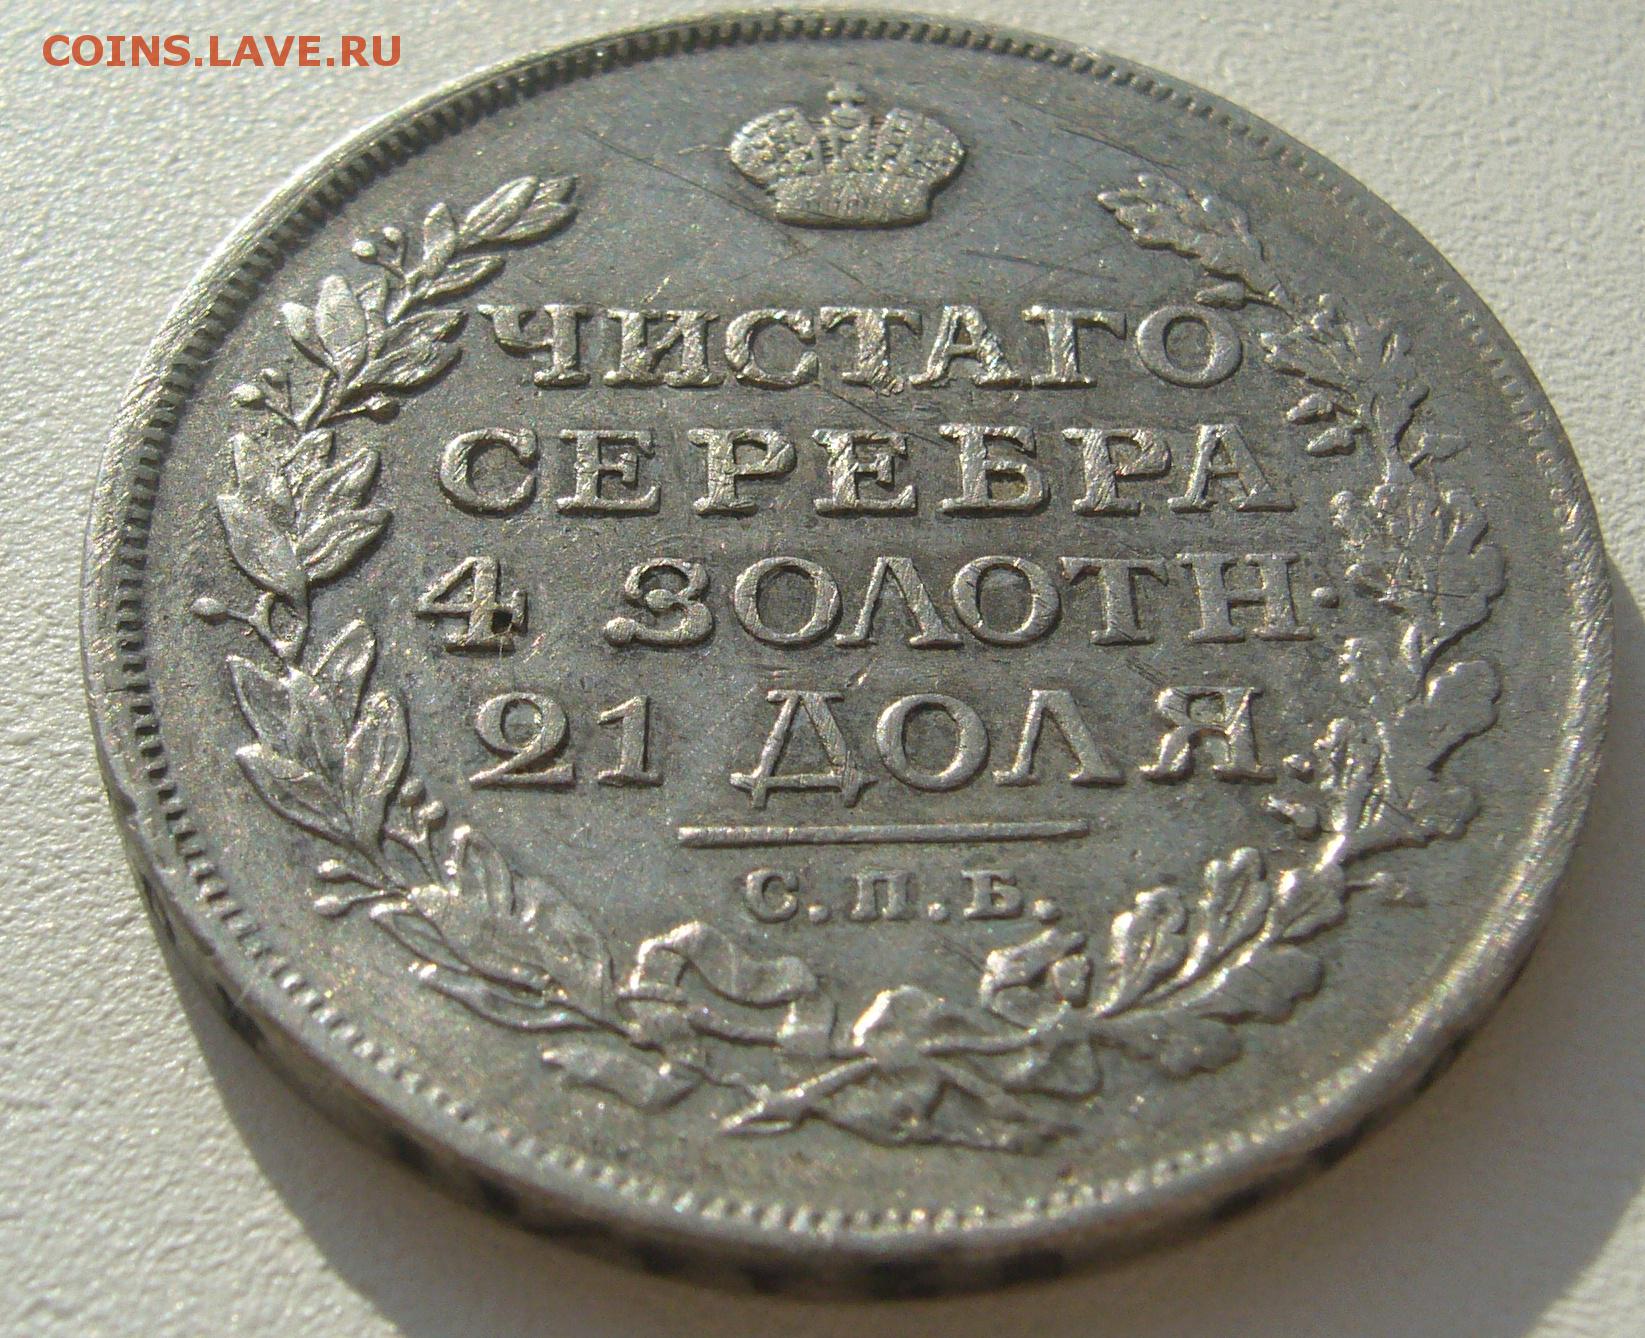 COINS.LAVE.RU
ЧИСТАГО
СЕРЕБРА
4 ЗОЛОТН.
21 ДОЛЯ.
С.П.Б.